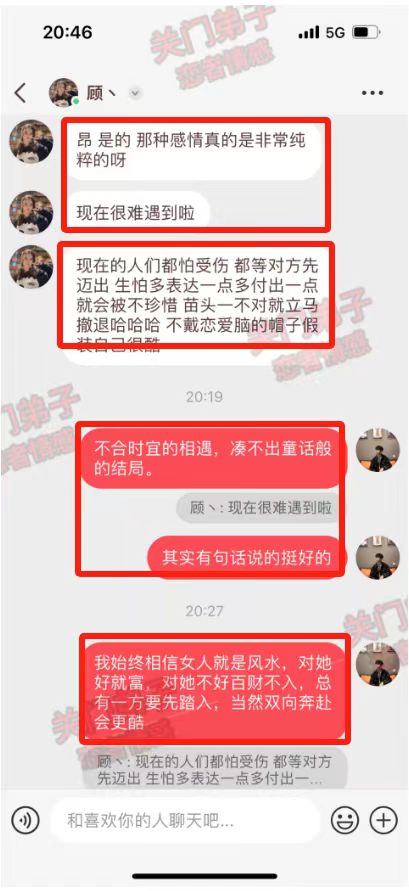 20:46
5G
关门弟子
恋者情感
顾丶
昂 是的 那种感情真的是非常纯
粹的呀
现在很难遇到啦
现在的人们都怕受伤 都等对方先
迈出 生怕多表达一点多付出一点
就会被不珍惜 苗头一不对就立马
撤退哈哈哈 不戴恋爱脑的帽子假
装自己很酷
关门弟子
恋者情感
20:19
关门弟子
恋者情感
不合时宜的相遇，凑不出童话般
的结局。
顾丶: 现在很难遇到啦
其实有句话说的挺好的
20:27
关门弟子
恋者情感
我始终相信女人就是风水，对她
好就富，对她不好百财不入，总
有一方要先踏入，当然双向奔赴
会更酷
关门弟子
恋者情感
顾丶: 现在的人们都怕受伤 都等对方
先迈出 生怕多表达一点多付出一...
和喜欢你的人聊天吧...